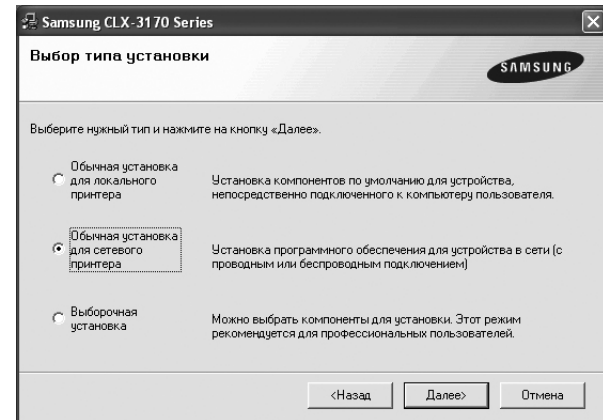 Samsung CLX-3170 Series
Выбор типа установки
SAMSUNG
Выберите нужный тип и нажмите на кнопку «Далее».
Обычная установка
для локального
принтера
Установка компонентов по умолчанию для устройства,
непосредственно подключенного к компьютеру пользователя.
Обычная установка
для сетевого
принтера
Установка программного обеспечения для устройства в сети (с
проводным или беспроводным подключением)
Выборочная
установка
Можно выбрать компоненты для установки. Этот режим
рекомендуется для профессиональных пользователей.
<Назад
Далее>
Отмена